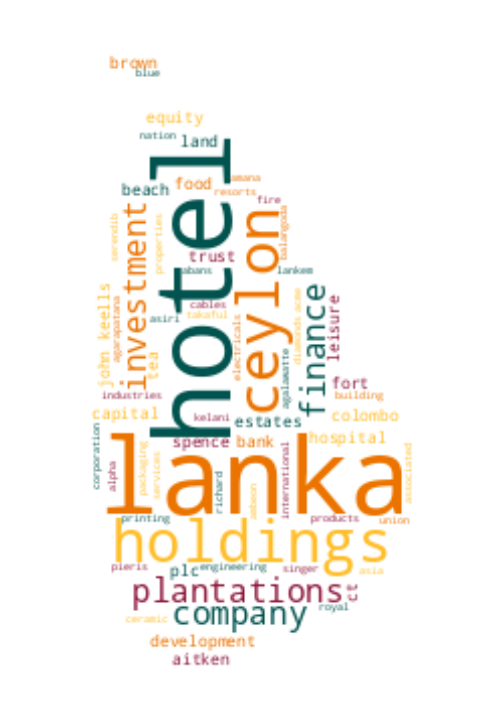 brown
blue
equity
nation
land
hotel
beach
food
amana
resorts
fire
investment
ceylon
serendib
properties
balangoda
trust
abans
lankem
john keells
agarapatana
tea
asiri
cables
takaful
electricals
agalawatte
diamonds
acme
finance
leisure
industries
fort
building
capital
kelani
estates
colombo
spence
bank
hospital
corporation
alpha
packaging
services
lanka
richard
ambeon
international
associated
printing
products
union
holdings
pieris
plc
engineering
singer
asia
plantations
ct
company
royal
ceramic
development
aitken